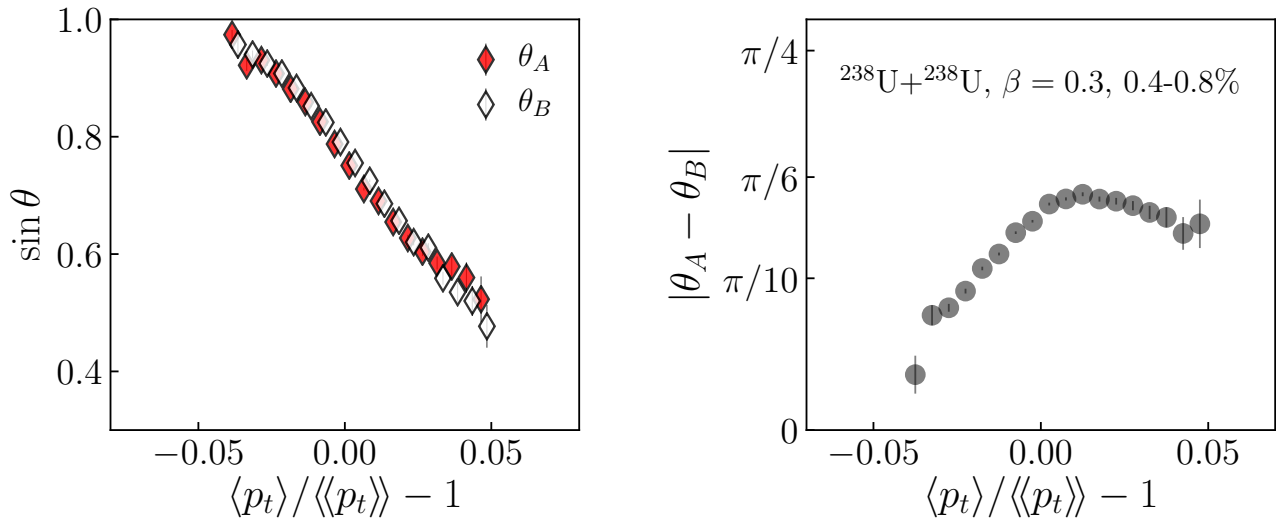 1.0
0.8
0.6
0.4
sin θ
θ_A
θ_B
−0.05 0.00 0.05
⟨p_t⟩/⟨⟨p_t⟩⟩ − 1
π/4
π/6
π/10
0
|θ_A − θ_B|
²³⁸U+²³⁸U, β = 0.3, 0.4-0.8%
−0.05 0.00 0.05
⟨p_t⟩/⟨⟨p_t⟩⟩ − 1